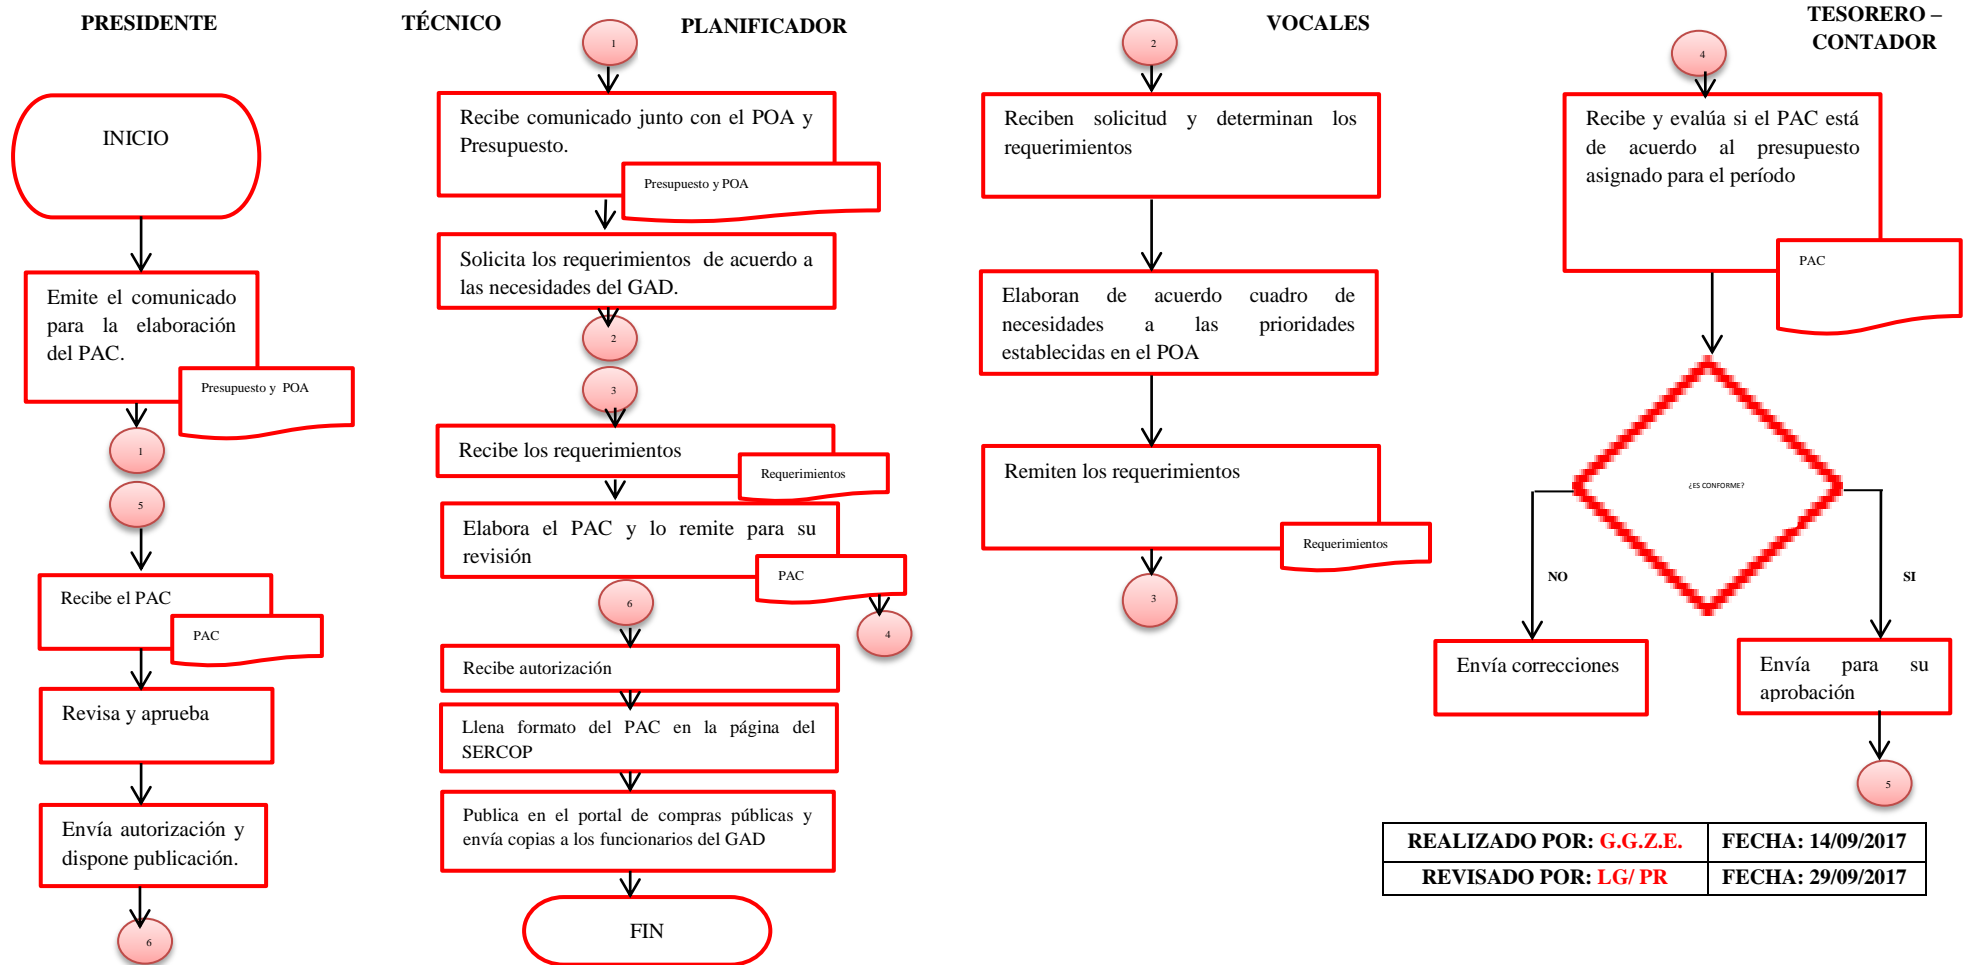 PRESIDENTE
INICIO
Emite el comunicado
para la elaboración
del PAC.
Presupuesto y POA
1
5
Recibe el PAC
PAC
Revisa y aprueba
Envía autorización y
dispone publicación.
6
TÉCNICO PLANIFICADOR
1
Recibe comunicado junto con el POA y
Presupuesto.
Presupuesto y POA
Solicita los requerimientos de acuerdo a
las necesidades del GAD.
2
3
Recibe los requerimientos
Requerimientos
Elabora el PAC y lo remite para su
revisión
PAC
4
6
Recibe autorización
Llena formato del PAC en la página del
SERCOP
Publica en el portal de compras públicas y
envía copias a los funcionarios del GAD
FIN
VOCALES
2
Reciben solicitud y determinan los
requerimientos
Elaboran de acuerdo cuadro de
necesidades a las prioridades
establecidas en el POA
Remiten los requerimientos
Requerimientos
3
TESORERO –
CONTADOR
4
Recibe y evalúa si el PAC está
de acuerdo al presupuesto
asignado para el período
PAC
¿ES CONFORME?
NO
SI
Envía correcciones
Envía para su
aprobación
5
REALIZADO POR: G.G.Z.E. FECHA: 14/09/2017
REVISADO POR: LG/ PR FECHA: 29/09/2017